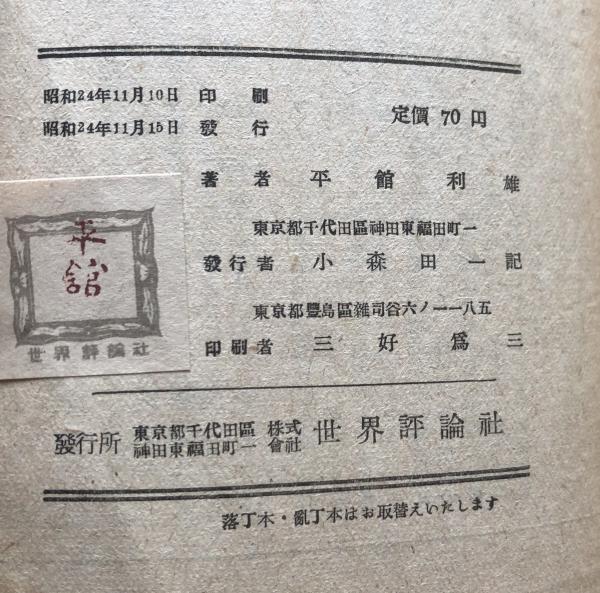 昭和24年11月10日 印刷
昭和24年11月15日 發行
定價 70円
著者 平館利雄
東京都千代田區神田東福田町一
發行者 小森田一記
東京都豐島區雜司谷六ノ一一八五
印刷者 三好爲三
平
舘
世界評論社
發行所 東京都千代田區神田東福田町一 株式會社 世界評論社
落丁本・亂丁本はお取替えいたします